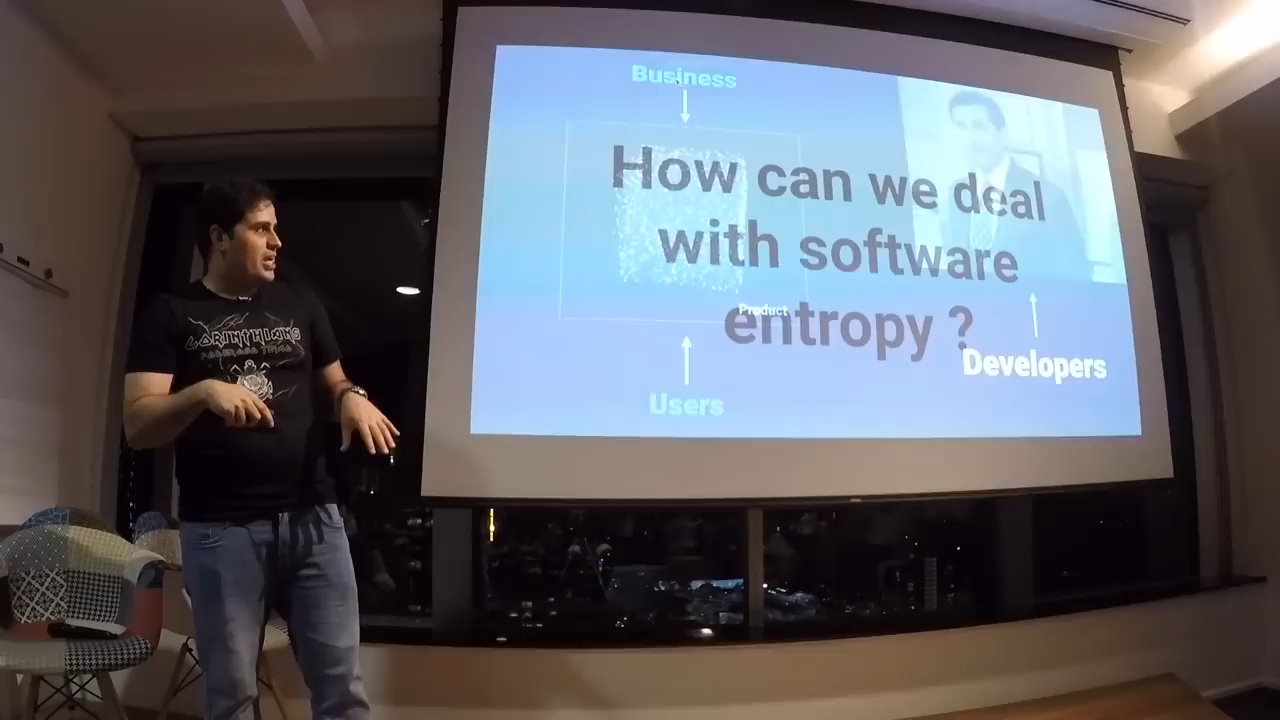 Business
How can we deal
with software
entropy ?
Product
Developers
Users
CORINTHIANS